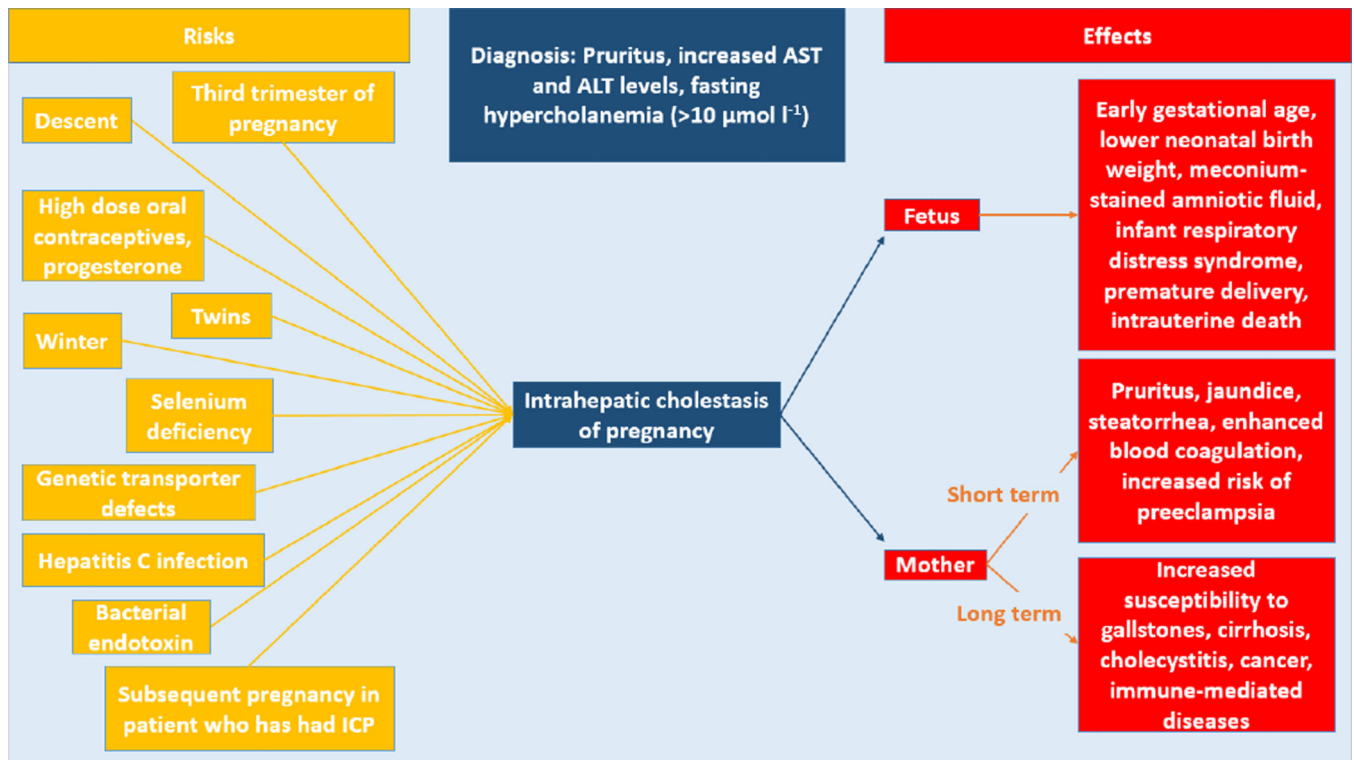 Risks
Third trimester of
pregnancy
Descent
High dose oral
contraceptives,
progesterone
Twins
Winter
Selenium
deficiency
Genetic transporter
defects
Hepatitis C infection
Bacterial
endotoxin
Subsequent pregnancy in
patient who has had ICP
Diagnosis: Pruritus, increased AST
and ALT levels, fasting
hypercholanemia (>10 µmol l⁻¹)
Intrahepatic cholestasis
of pregnancy
Effects
Fetus
Early gestational age,
lower neonatal birth
weight, meconium-
stained amniotic fluid,
infant respiratory
distress syndrome,
premature delivery,
intrauterine death
Mother
Short term
Pruritus, jaundice,
steatorrhea, enhanced
blood coagulation,
increased risk of
preeclampsia
Long term
Increased
susceptibility to
gallstones, cirrhosis,
cholecystitis, cancer,
immune-mediated
diseases